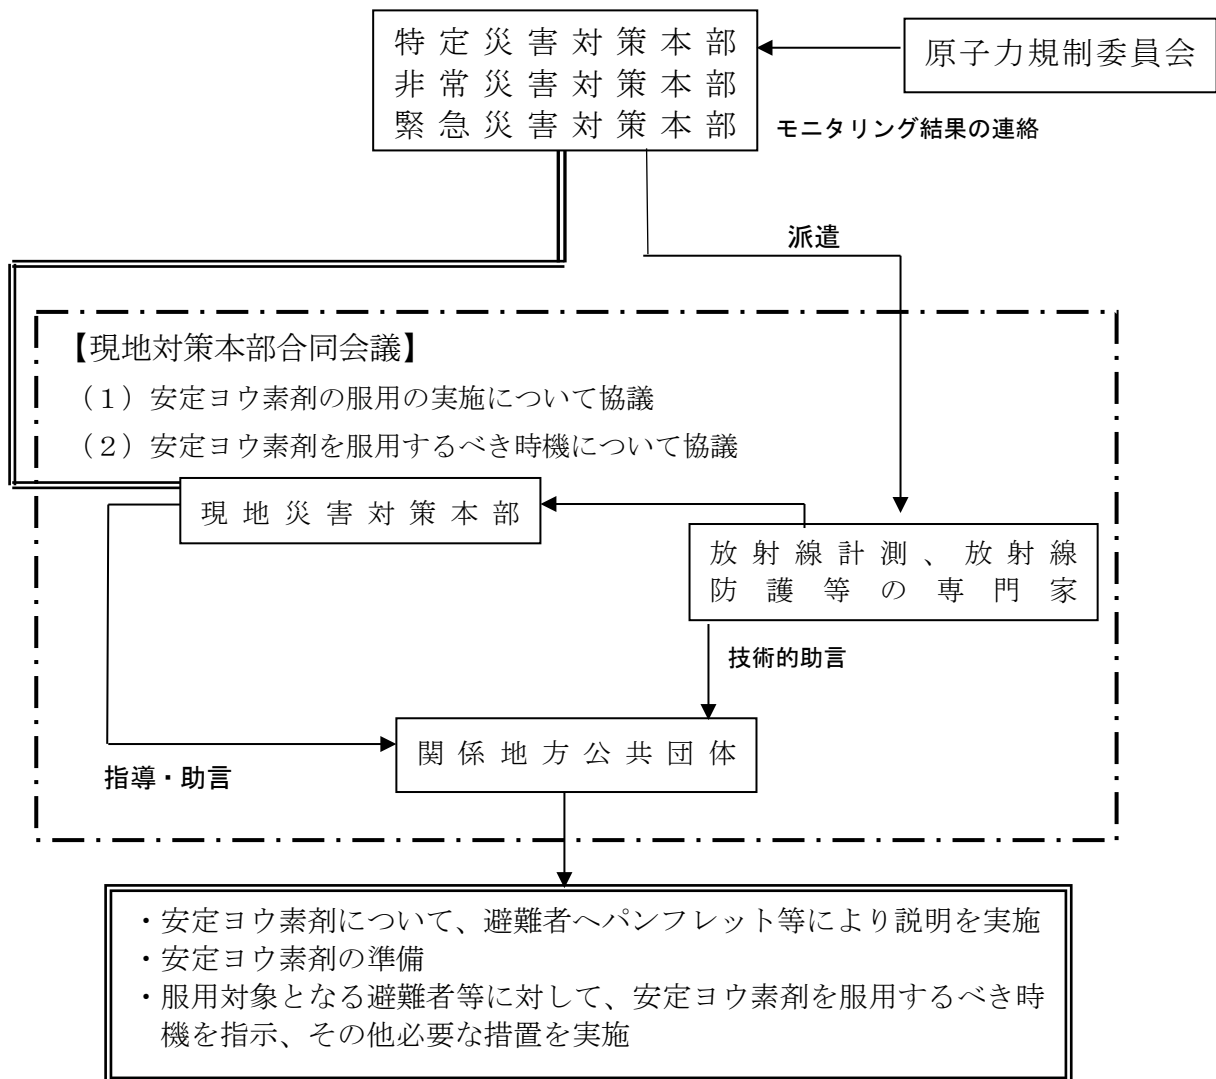 特定災害対策本部
非常災害対策本部
緊急災害対策本部
原子力規制委員会
モニタリング結果の連絡
派遣
【現地対策本部合同会議】
（１）安定ヨウ素剤の服用の実施について協議
（２）安定ヨウ素剤を服用するべき時機について協議
現地災害対策本部
放射線計測、放射線
防護等の専門家
技術的助言
関係地方公共団体
指導・助言
・安定ヨウ素剤について、避難者へパンフレット等により説明を実施
・安定ヨウ素剤の準備
・服用対象となる避難者等に対して、安定ヨウ素剤を服用するべき時
機を指示、その他必要な措置を実施